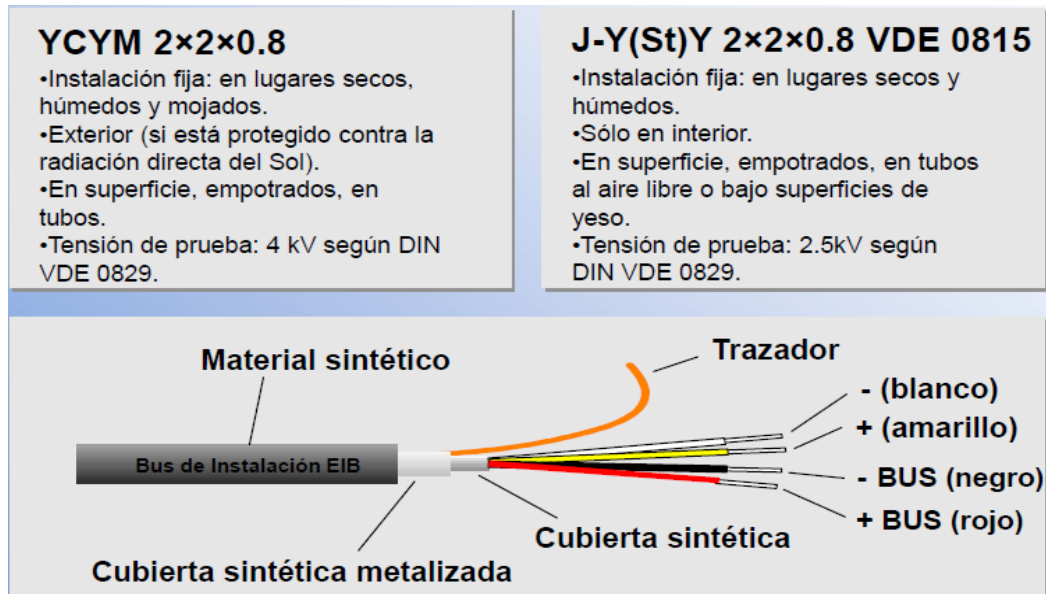 YCYM 2×2×0.8
•Instalación fija: en lugares secos,
húmedos y mojados.
•Exterior (si está protegido contra la
radiación directa del Sol).
•En superficie, empotrados, en
tubos.
•Tensión de prueba: 4 kV según DIN
VDE 0829.
J-Y(St)Y 2×2×0.8 VDE 0815
•Instalación fija: en lugares secos y
húmedos.
•Sólo en interior.
•En superficie, empotrados, en tubos
al aire libre o bajo superficies de
yeso.
•Tensión de prueba: 2.5kV según
DIN VDE 0829.
Material sintético
Trazador
- (blanco)
+ (amarillo)
Bus de Instalación EIB
- BUS (negro)
+ BUS (rojo)
Cubierta sintética
Cubierta sintética metalizada